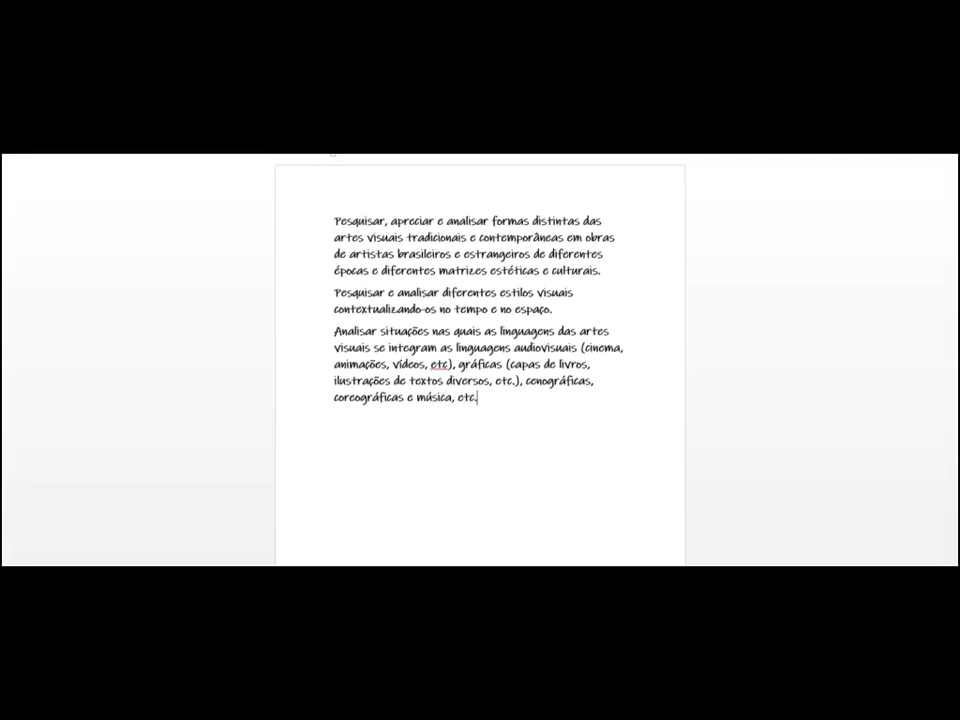 Pesquisar, apreciar e analisar formas distintas das
artes visuais tradicionais e contemporâneas em obras
de artistas brasileiros e estrangeiros de diferentes
épocas e diferentes matrizes estéticas e culturais.
Pesquisar e analisar diferentes estilos visuais
contextualizando-os no tempo e no espaço.
Analisar situações nas quais as linguagens das artes
visuais se integram as linguagens audiovisuais (cinema,
animações, vídeos, etc), gráficas (capas de livros,
ilustrações de textos diversos, etc.), cenográficas,
coreográficas e música, etc.